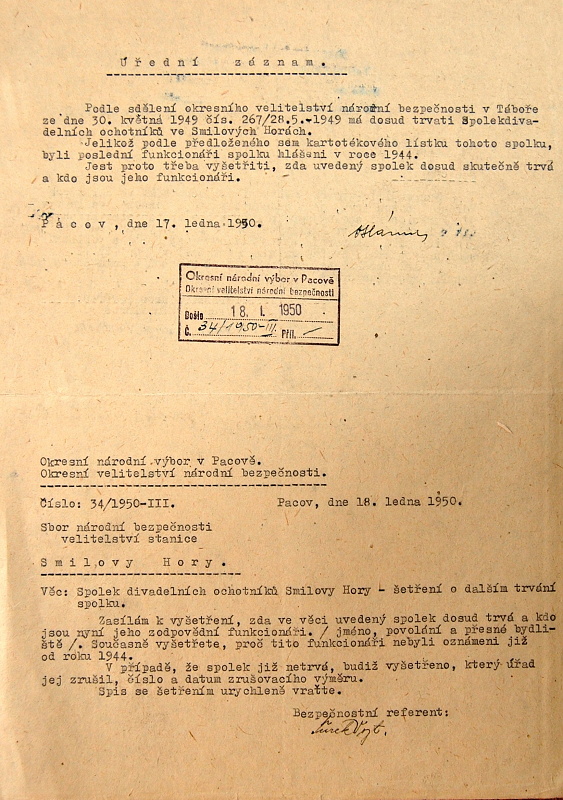 Úřední záznam.
Podle sdělení okresního velitelství národní bezpečnosti v Táboře
ze dne 30. května 1949 čís. 267/28.5.-1949 má dosud trvati Spolekdiva-
delních ochotníků ve Smilových Horách.
Jelikož podle předloženého sem kartotékového lístku tohoto spolku,
byli poslední funkcionáři spolku hlášeni v roce 1944.
Jest proto třeba vyšetřiti, zda uvedený spolek dosud skutečně trvá
a kdo jsou jeho funkcionáři.
Pacov, dne 17. ledna 1950.
Okresní národní výbor v Pacově
Okresní velitelství národní bezpečnosti
Došlo 18. I. 1950
Č. 34/1950-III. Příl. —
Okresní národní výbor v Pacově.
Okresní velitelství národní bezpečnosti.
Číslo: 34/1950-III. Pacov, dne 18. ledna 1950.
Sbor národní bezpečnosti
velitelství stanice
Smilovy Hory.
Věc: Spolek divadelních ochotníků Smilovy Hory - šetření o dalším trvání
spolku.
Zasílám k vyšetření, zda ve věci uvedený spolek dosud trvá a kdo
jsou nyní jeho zodpovědní funkcionáři. / jméno, povolání a přesné bydli-
ště /. Současně vyšetřete, proč tito funkcionáři nebyli oznámeni již
od roku 1944.
V případě, že spolek již netrvá, budiž vyšetřeno, který úřad
jej zrušil, číslo a datum zrušovacího výměru.
Spis se šetřením urychleně vraťte.
Bezpečnostní referent: